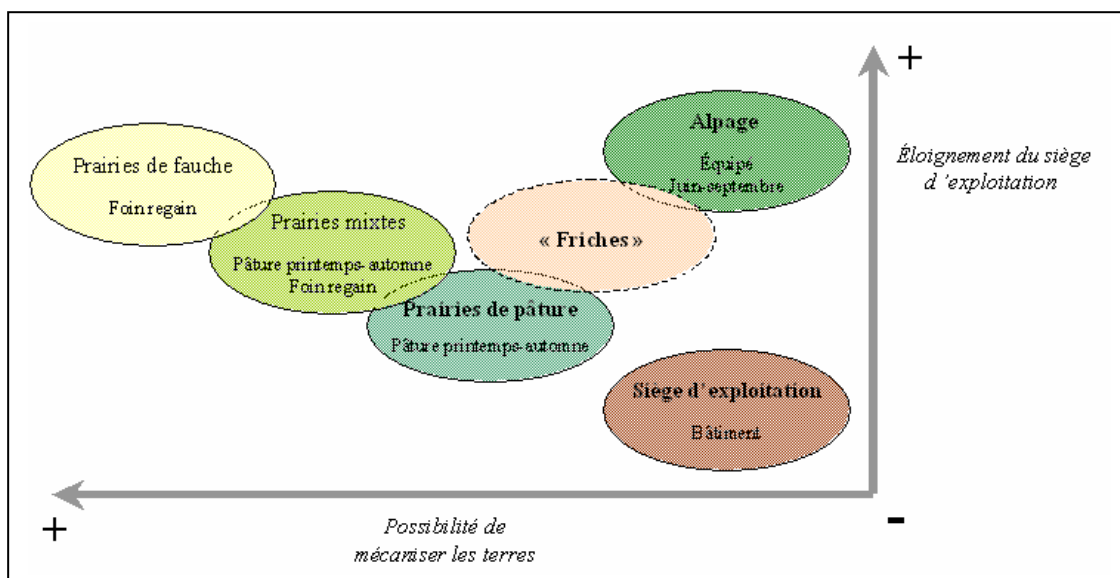 +
Alpage
Équipé
Juin-septembre
Éloignement du siège
d 'exploitation
Prairies de fauche
Foin regain
Prairies mixtes
Pâture printemps-automne
Foin regain
« Friches »
Prairies de pâture
Pâture printemps-automne
Siège d'exploitation
Bâtiment
+
Possibilité de
mécaniser les terres
-